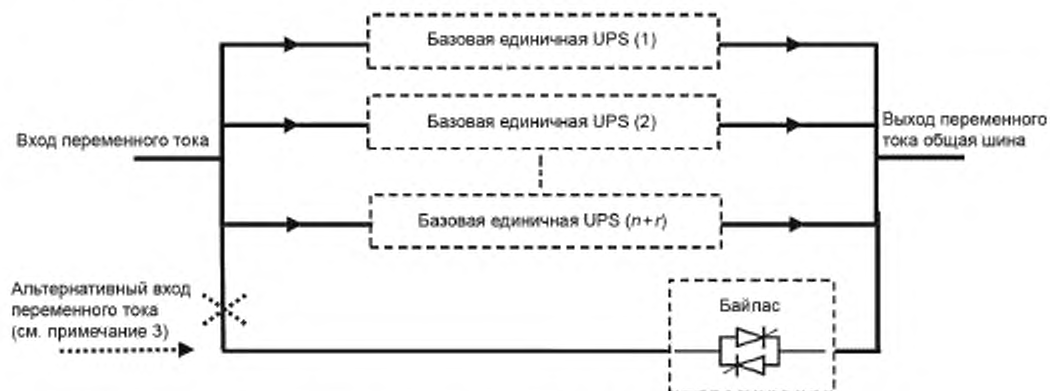 Базовая единичная UPS (1)
Базовая единичная UPS (2)
Вход переменного тока
Выход переменного
тока общая шина
Базовая единичная UPS (n+r)
Альтернативный вход
переменного тока
(см. примечание 3)
Байпас